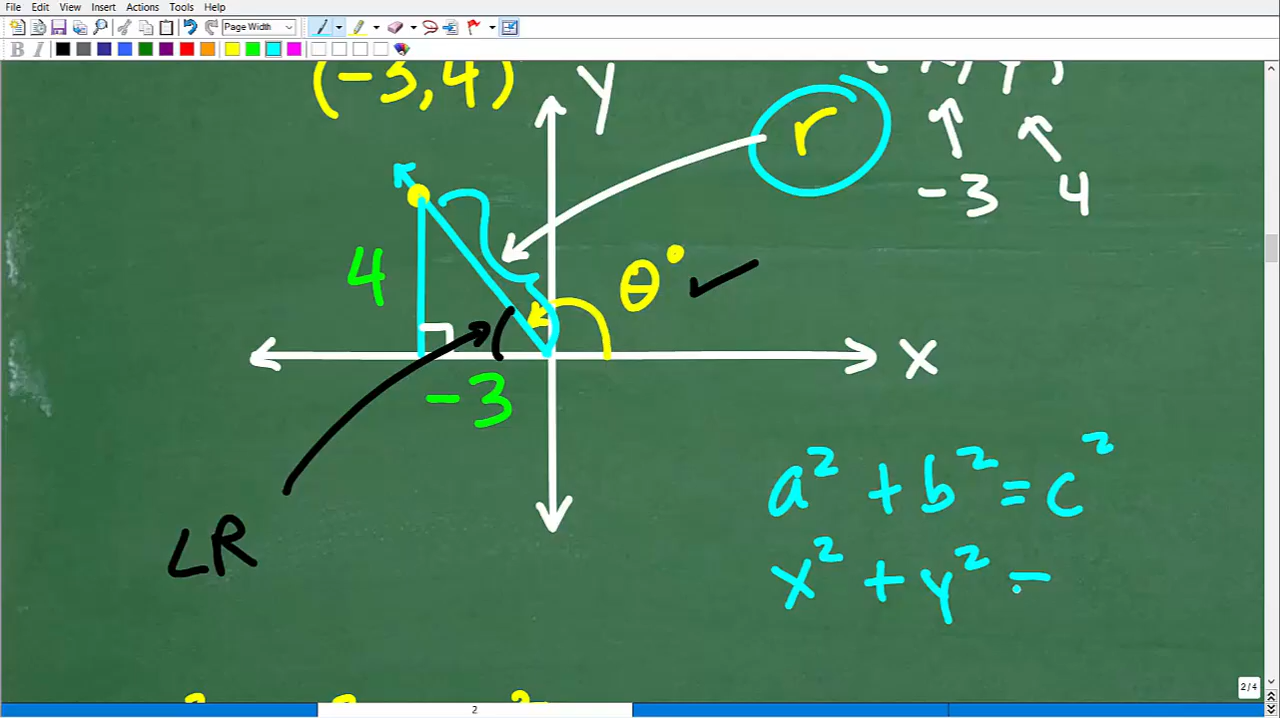 File Edit View Insert Actions Tools Help
Page Width
B I
(-3,4)
y
r
-3 4
4
θ°
x
-3
a² + b² = c²
∠R
x² + y² =
2/4
2